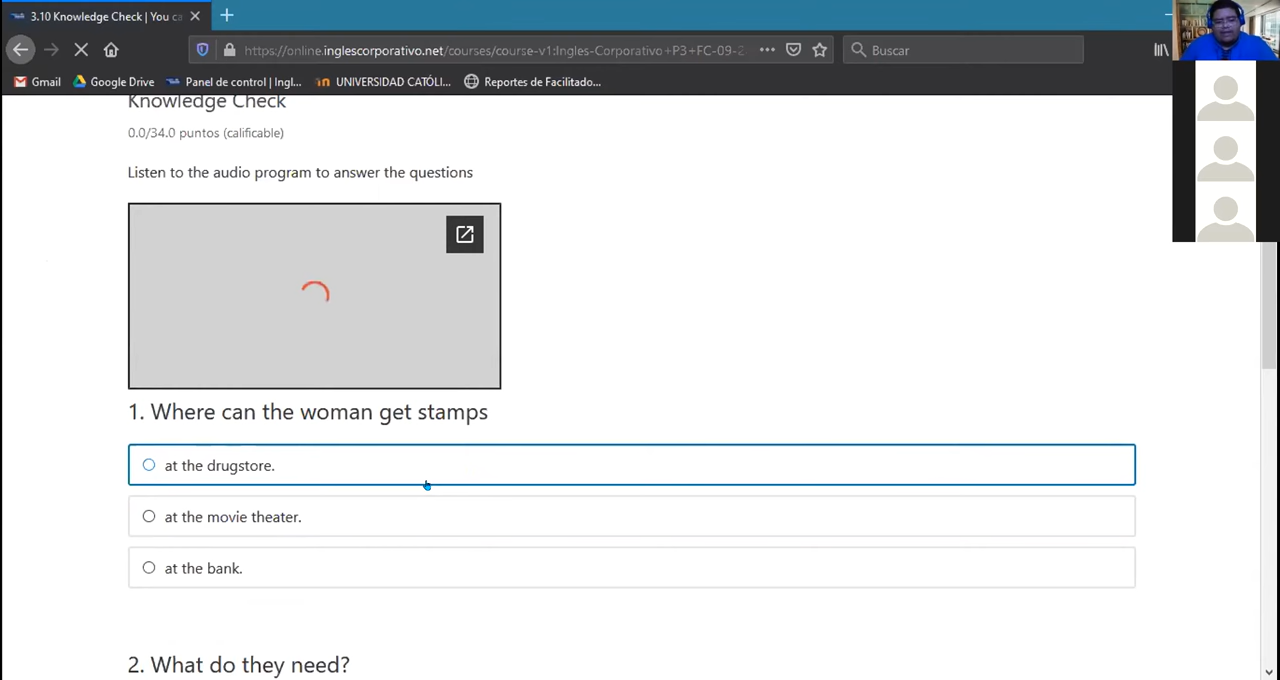 3.10 Knowledge Check | You ca
https://online.inglescorporativo.net/courses/course-v1:Ingles-Corporativo+P3+FC-09-2
Buscar
Gmail
Google Drive
Panel de control | Ingl...
UNIVERSIDAD CATÓLI...
Reportes de Facilitado...
Knowledge Check
0.0/34.0 puntos (calificable)
Listen to the audio program to answer the questions
1. Where can the woman get stamps
at the drugstore.
at the movie theater.
at the bank.
2. What do they need?